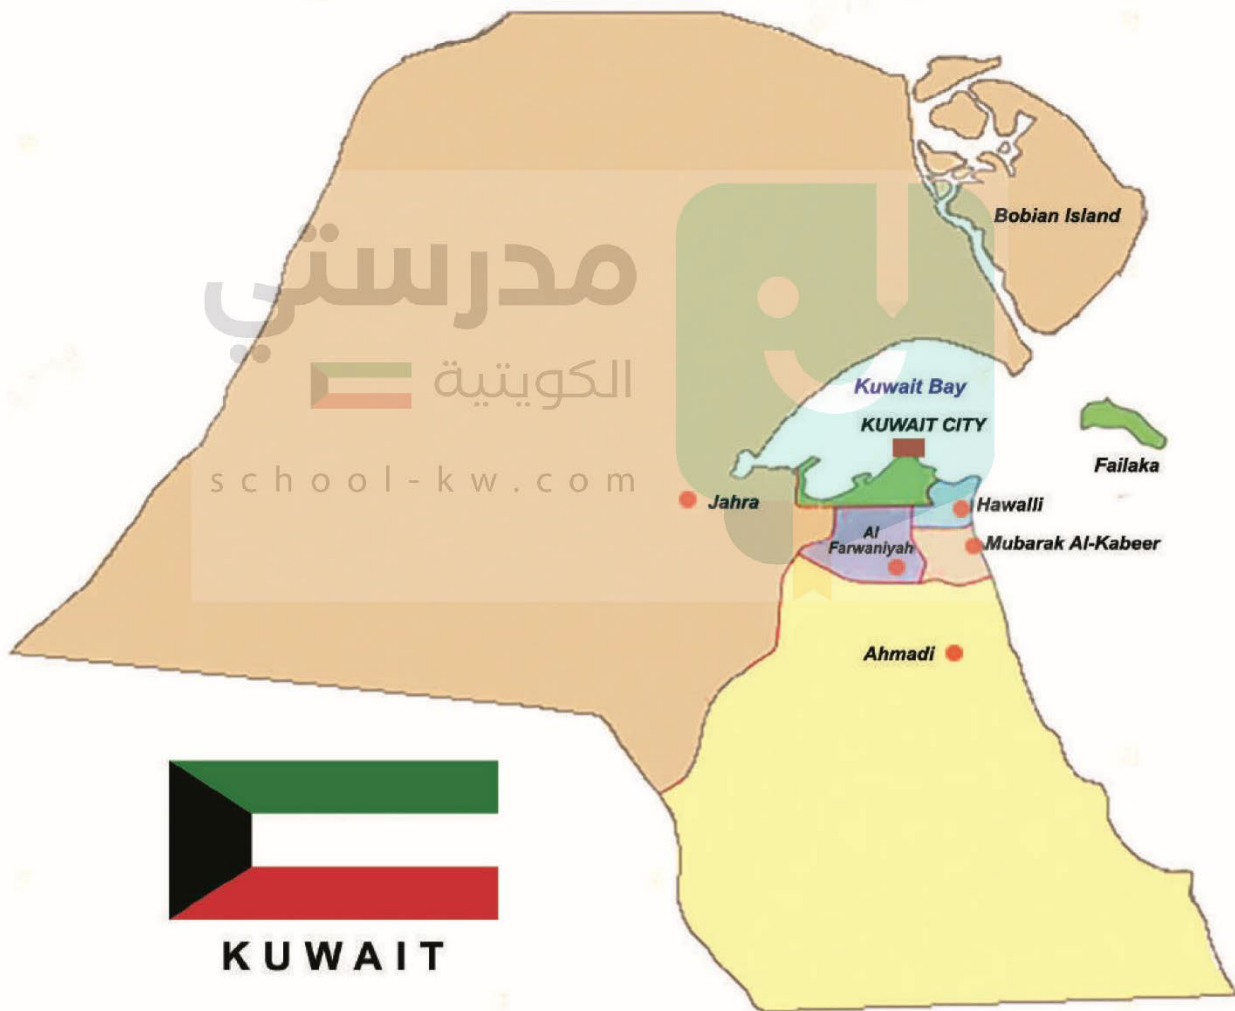 Bobian Island
مدرستي
الكويتية
school-kw.com
Kuwait Bay
KUWAIT CITY
Failaka
Jahra
Hawalli
Al
Farwaniyah
Mubarak Al-Kabeer
Ahmadi
KUWAIT